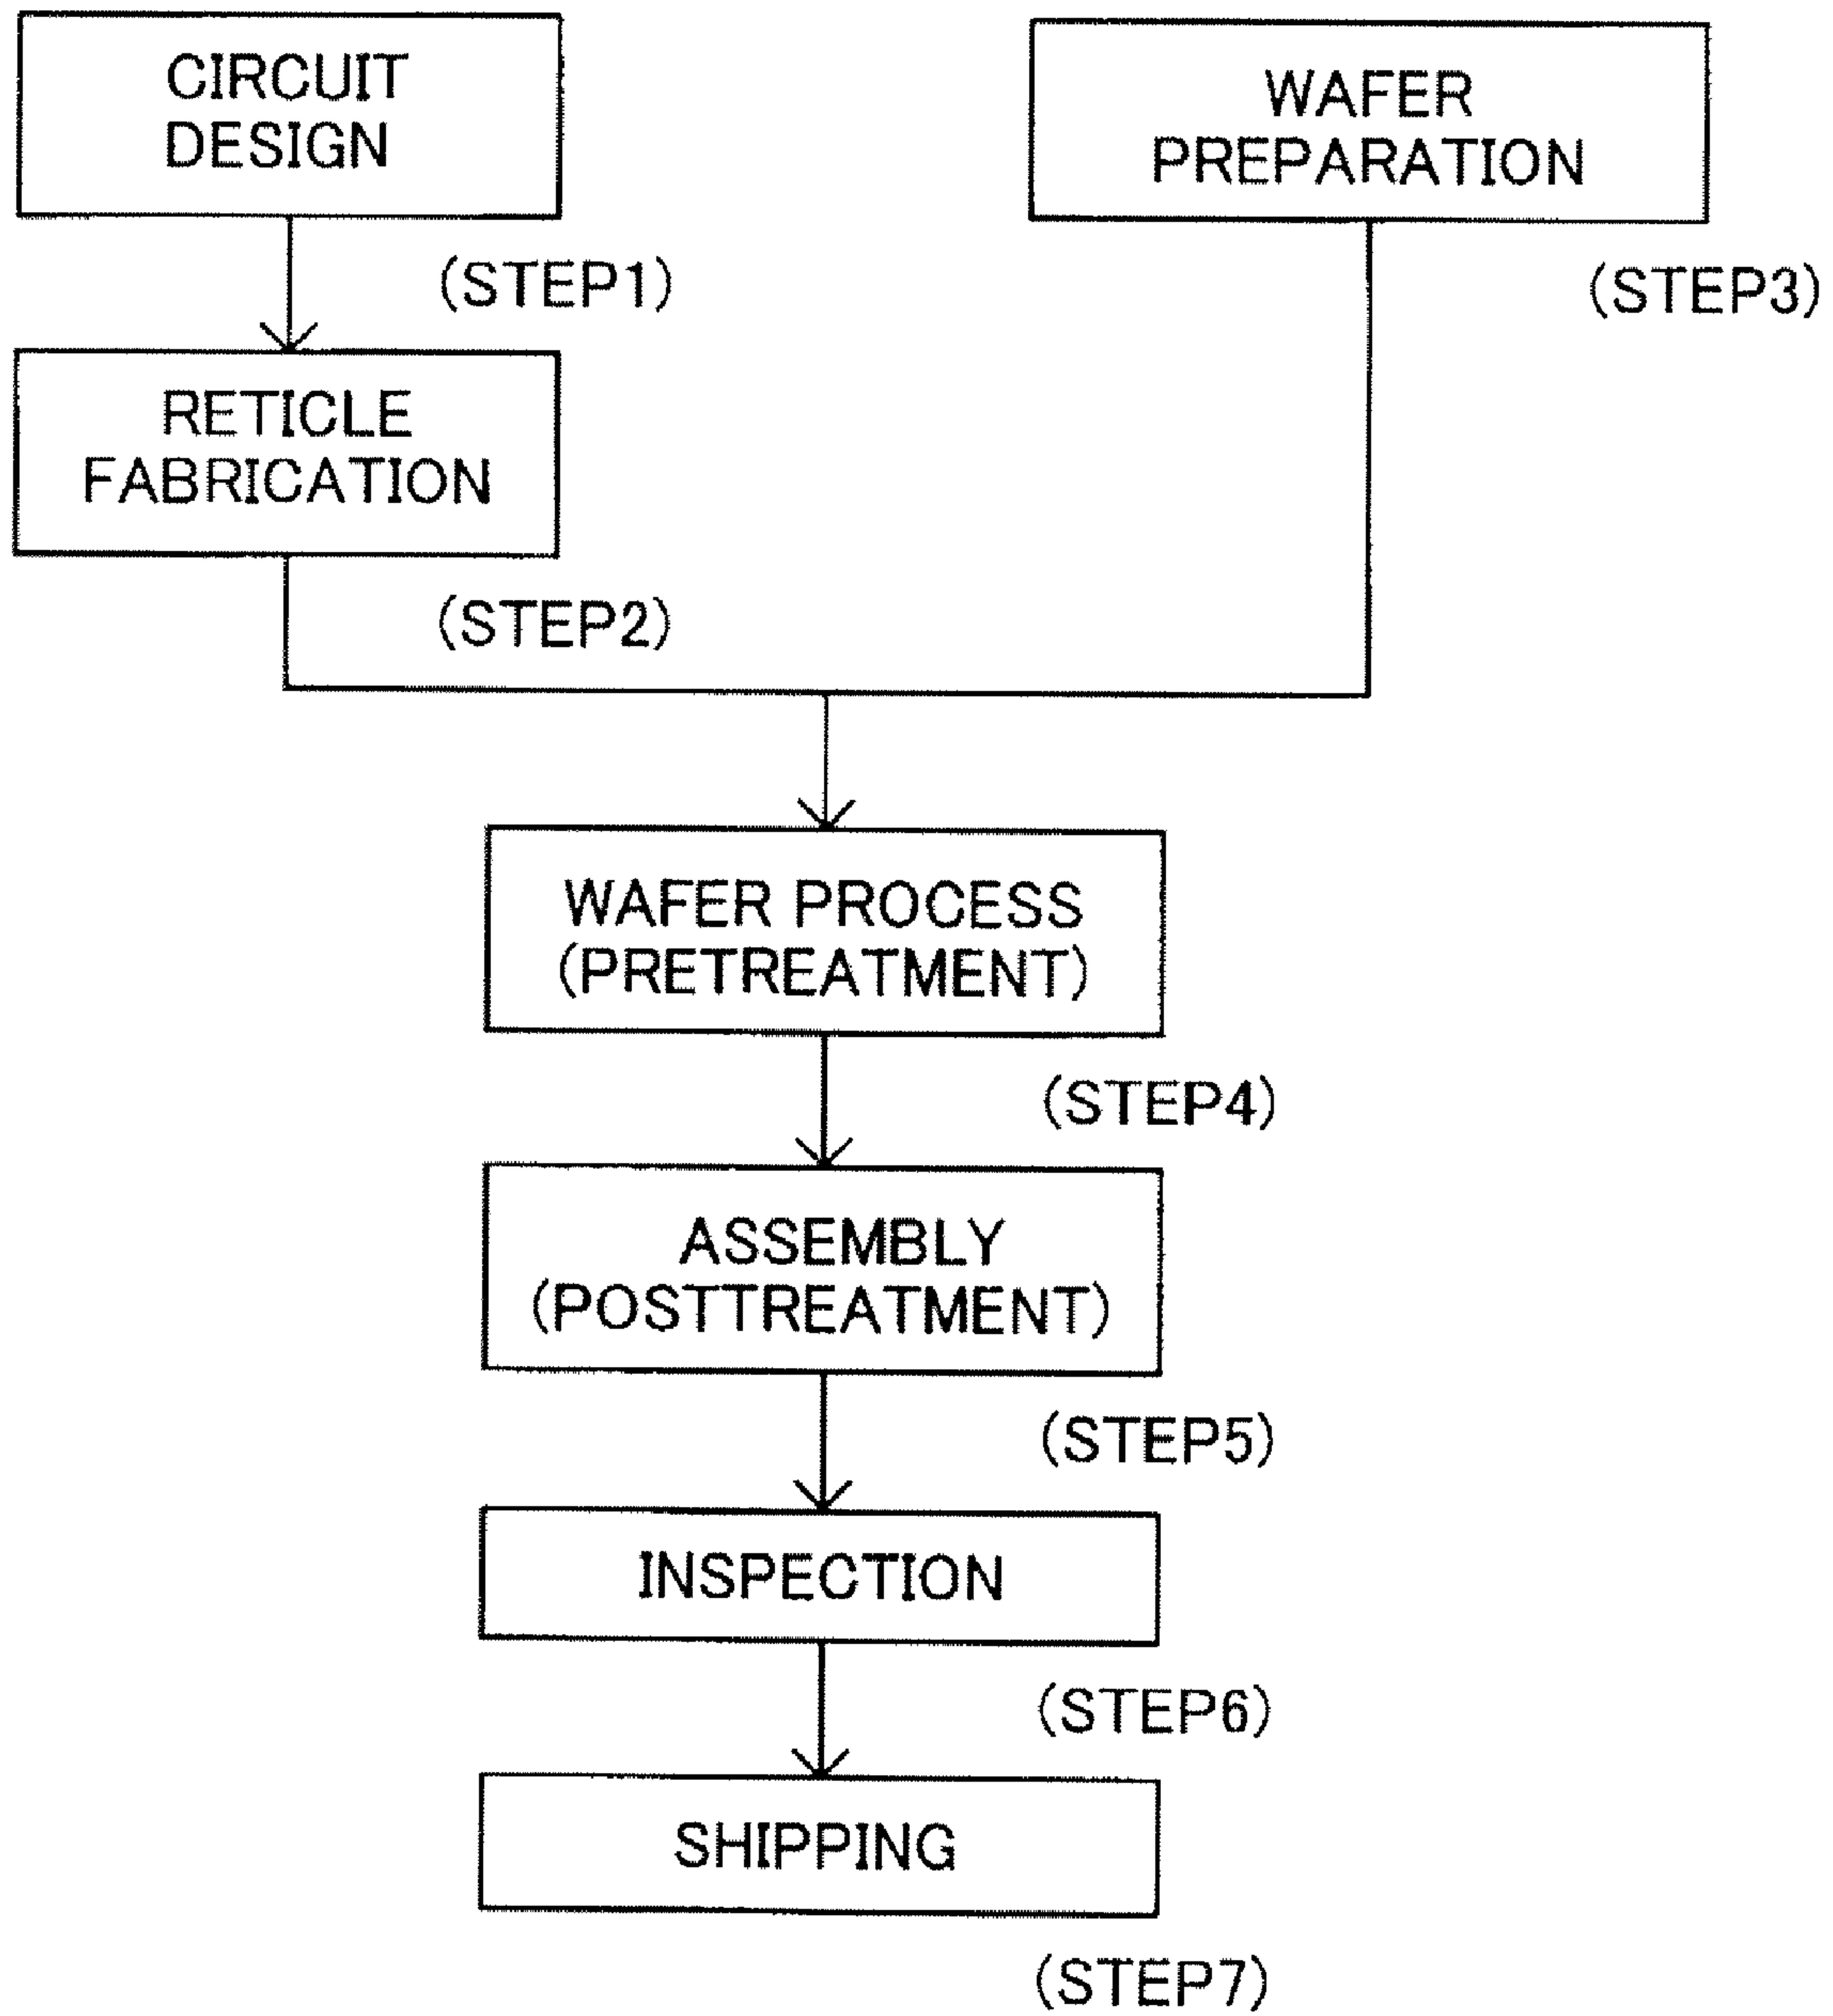 CIRCUIT
DESIGN
(STEP1)
RETICLE
FABRICATION
(STEP2)
WAFER
PREPARATION
(STEP3)
WAFER PROCESS
(PRETREATMENT)
(STEP4)
ASSEMBLY
(POSTTREATMENT)
(STEP5)
INSPECTION
(STEP6)
SHIPPING
(STEP7)